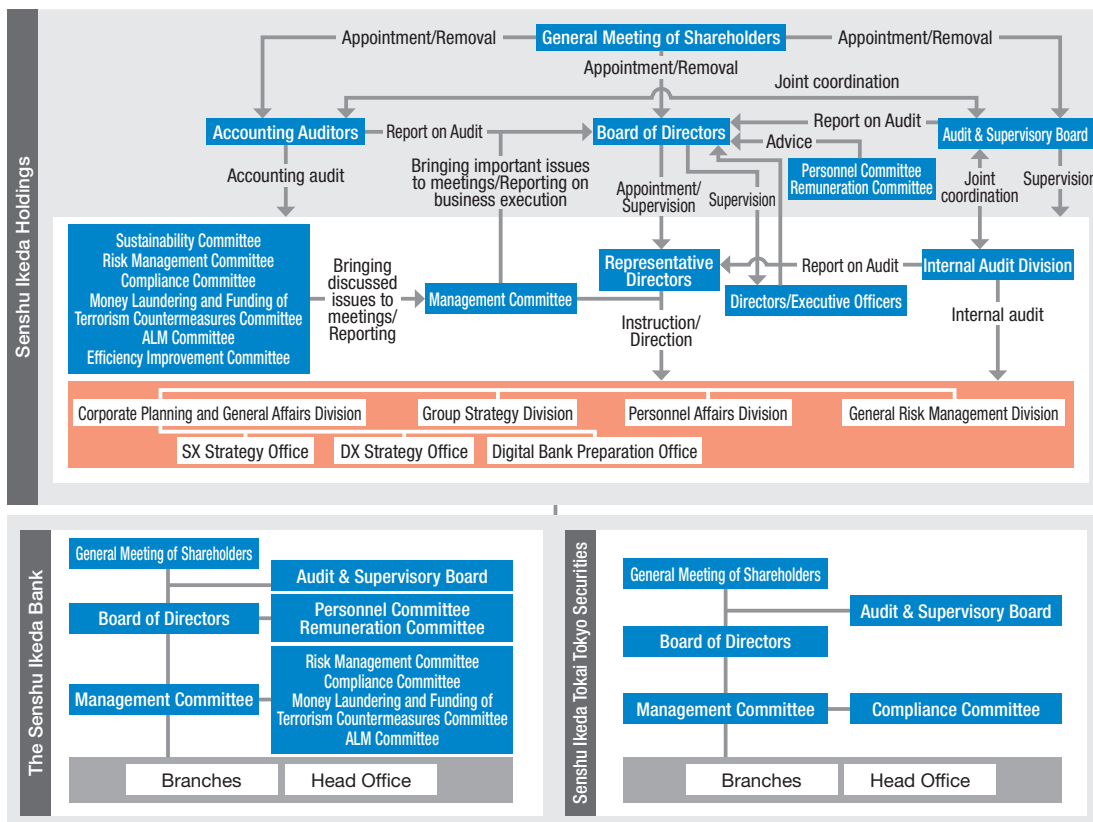 Senshu Ikeda Holdings
Appointment/Removal
General Meeting of Shareholders
Appointment/Removal
Appointment/Removal
Joint coordination
Accounting Auditors
Report on Audit
Board of Directors
Report on Audit
Audit & Supervisory Board
Advice
Personnel Committee
Remuneration Committee
Accounting audit
Bringing important issues
to meetings/Reporting on
business execution
Appointment/
Supervision
Supervision
Joint
coordination
Supervision
Sustainability Committee
Risk Management Committee
Compliance Committee
Money Laundering and Funding of
Terrorism Countermeasures Committee
ALM Committee
Efficiency Improvement Committee
Bringing
discussed
issues to
meetings/
Reporting
Management Committee
Representative
Directors
Report on Audit
Internal Audit Division
Directors/Executive Officers
Instruction/
Direction
Internal audit
Corporate Planning and General Affairs Division
Group Strategy Division
Personnel Affairs Division
General Risk Management Division
SX Strategy Office
DX Strategy Office
Digital Bank Preparation Office
The Senshu Ikeda Bank
General Meeting of Shareholders
Audit & Supervisory Board
Board of Directors
Personnel Committee
Remuneration Committee
Management Committee
Risk Management Committee
Compliance Committee
Money Laundering and Funding of
Terrorism Countermeasures Committee
ALM Committee
Branches
Head Office
Senshu Ikeda Tokai Tokyo Securities
General Meeting of Shareholders
Audit & Supervisory Board
Board of Directors
Management Committee
Compliance Committee
Branches
Head Office